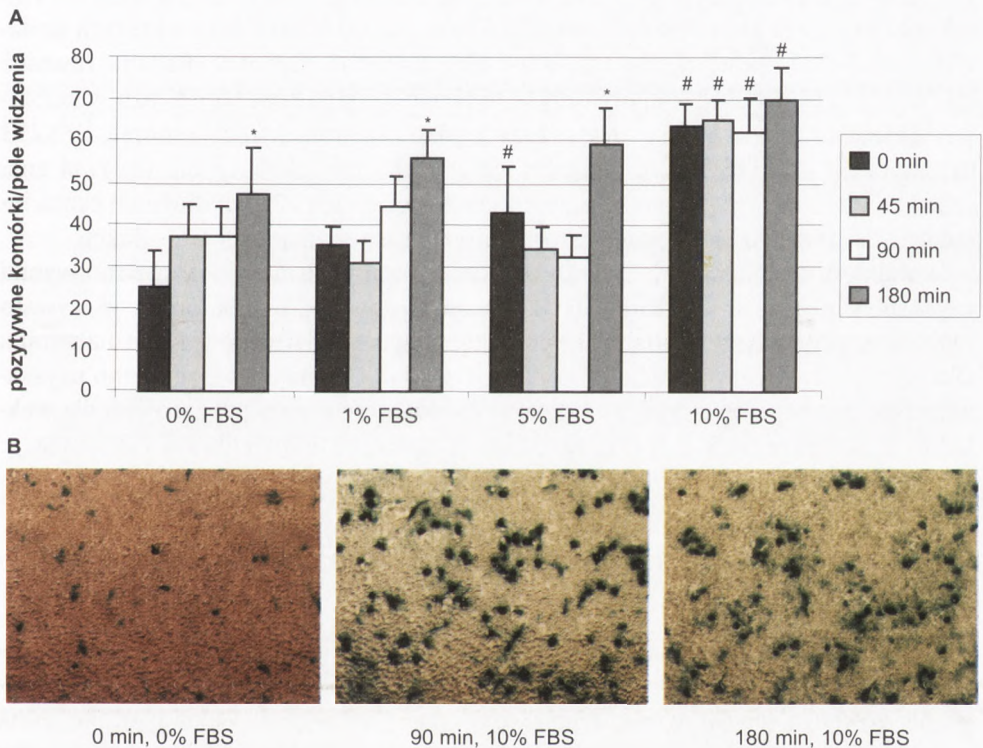 A
pozytywne komórki/pole widzenia
80
70
60
50
40
30
20
10
0
* * # * # # # #
0% FBS 1% FBS 5% FBS 10% FBS
0 min
45 min
90 min
180 min
B
0 min, 0% FBS 90 min, 10% FBS 180 min, 10% FBS